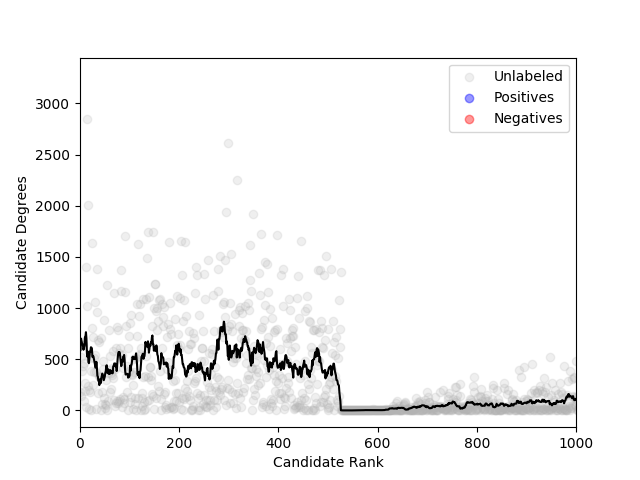 Unlabeled
Positives
Negatives
3000
2500
2000
1500
1000
500
0
Candidate Degrees
0 200 400 600 800 1000
Candidate Rank